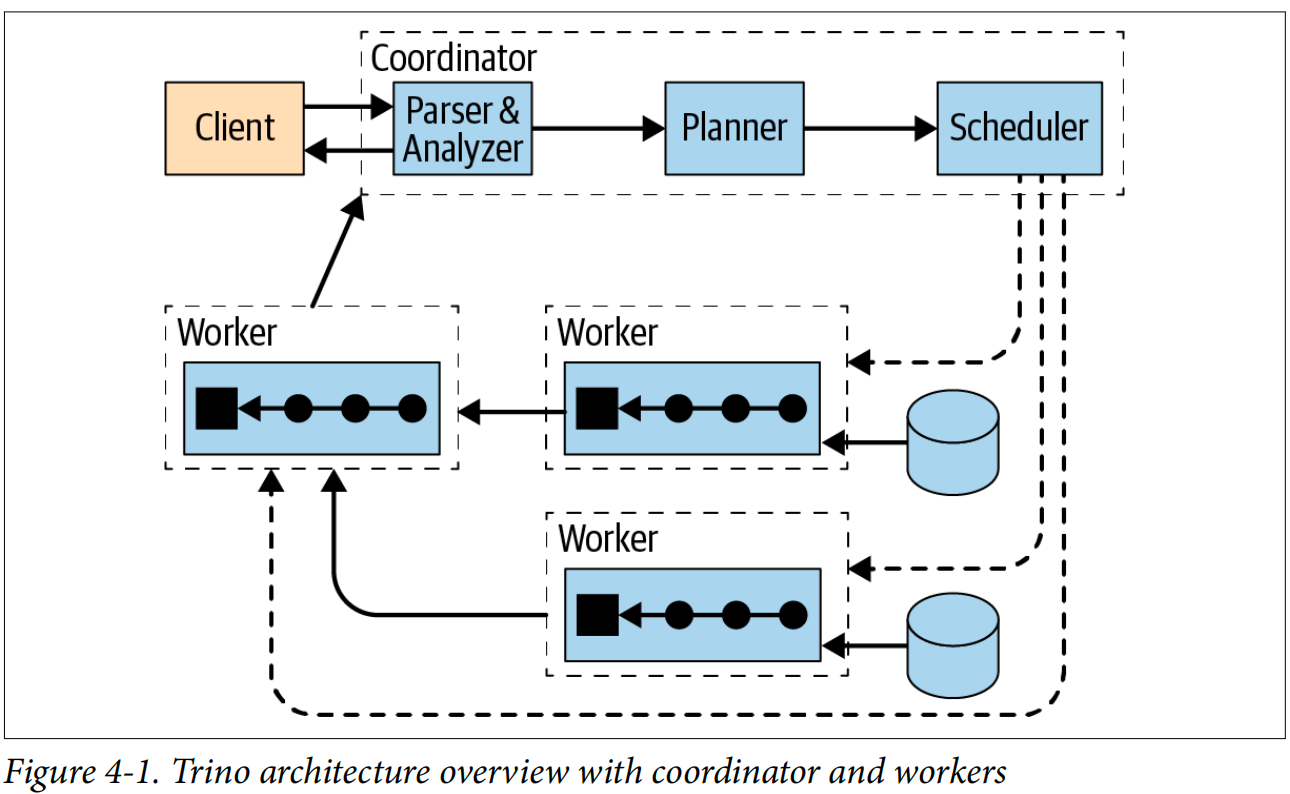 Coordinator
Client
Parser &
Analyzer
Planner
Scheduler
Worker
Worker
Worker
Figure 4-1. Trino architecture overview with coordinator and workers